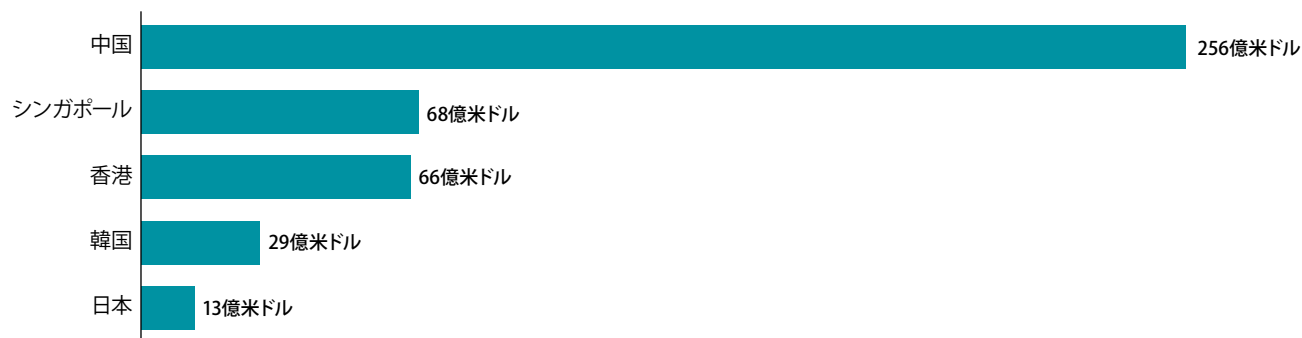 中国 256億米ドル
シンガポール 68億米ドル
香港 66億米ドル
韓国 29億米ドル
日本 13億米ドル